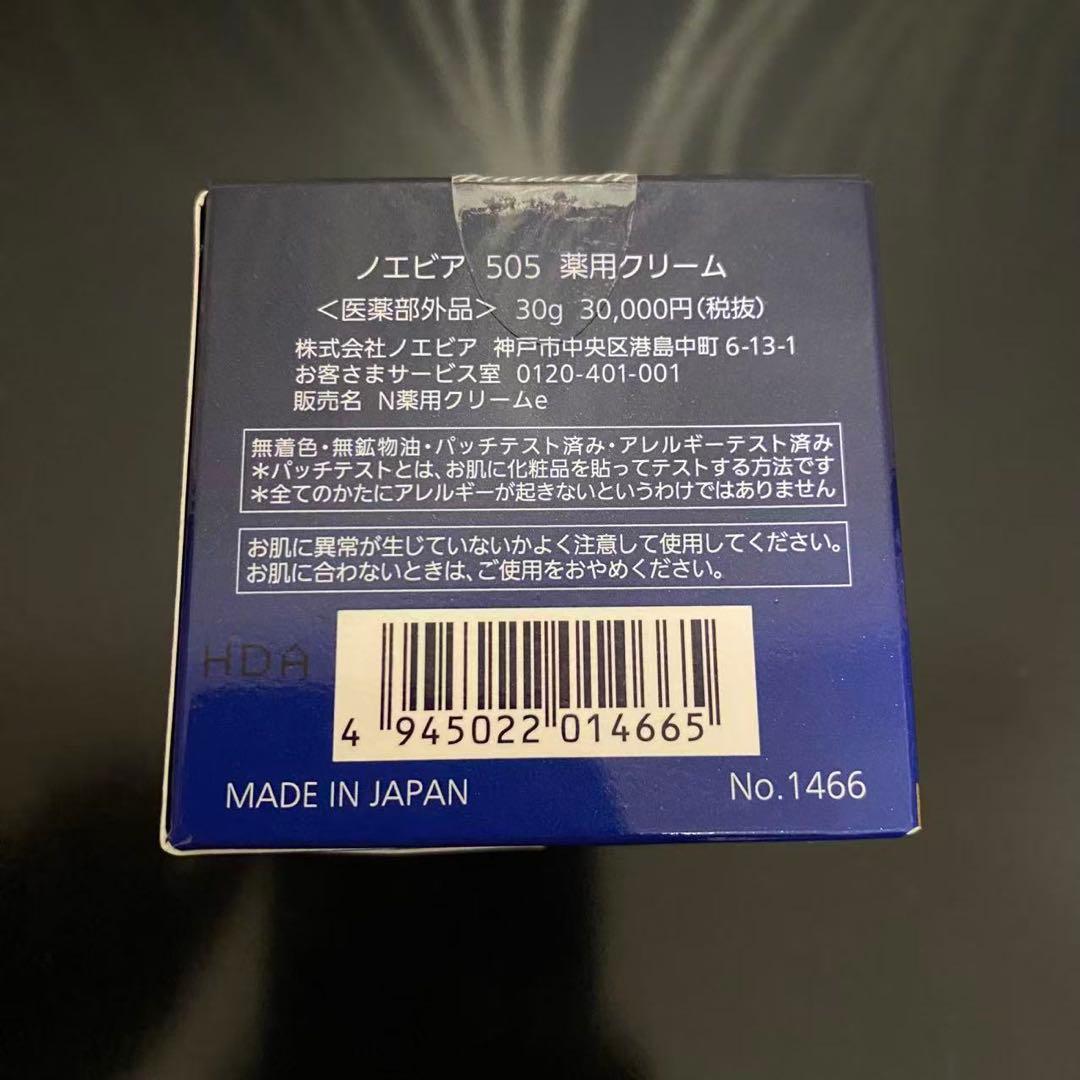 ノエビア 505 薬用クリーム
＜医薬部外品＞ 30g 30,000円(税抜)
株式会社ノエビア 神戸市中央区港島中町 6-13-1
お客さまサービス室 0120-401-001
販売名 N薬用クリームe
無着色・無鉱物油・パッチテスト済み・アレルギーテスト済み
＊パッチテストとは、お肌に化粧品を貼ってテストする方法です
＊全てのかたにアレルギーが起きないというわけではありません
お肌に異常が生じていないかよく注意して使用してください。
お肌に合わないときは、ご使用をおやめください。
HDA
4 945022 014665
MADE IN JAPAN
No.1466